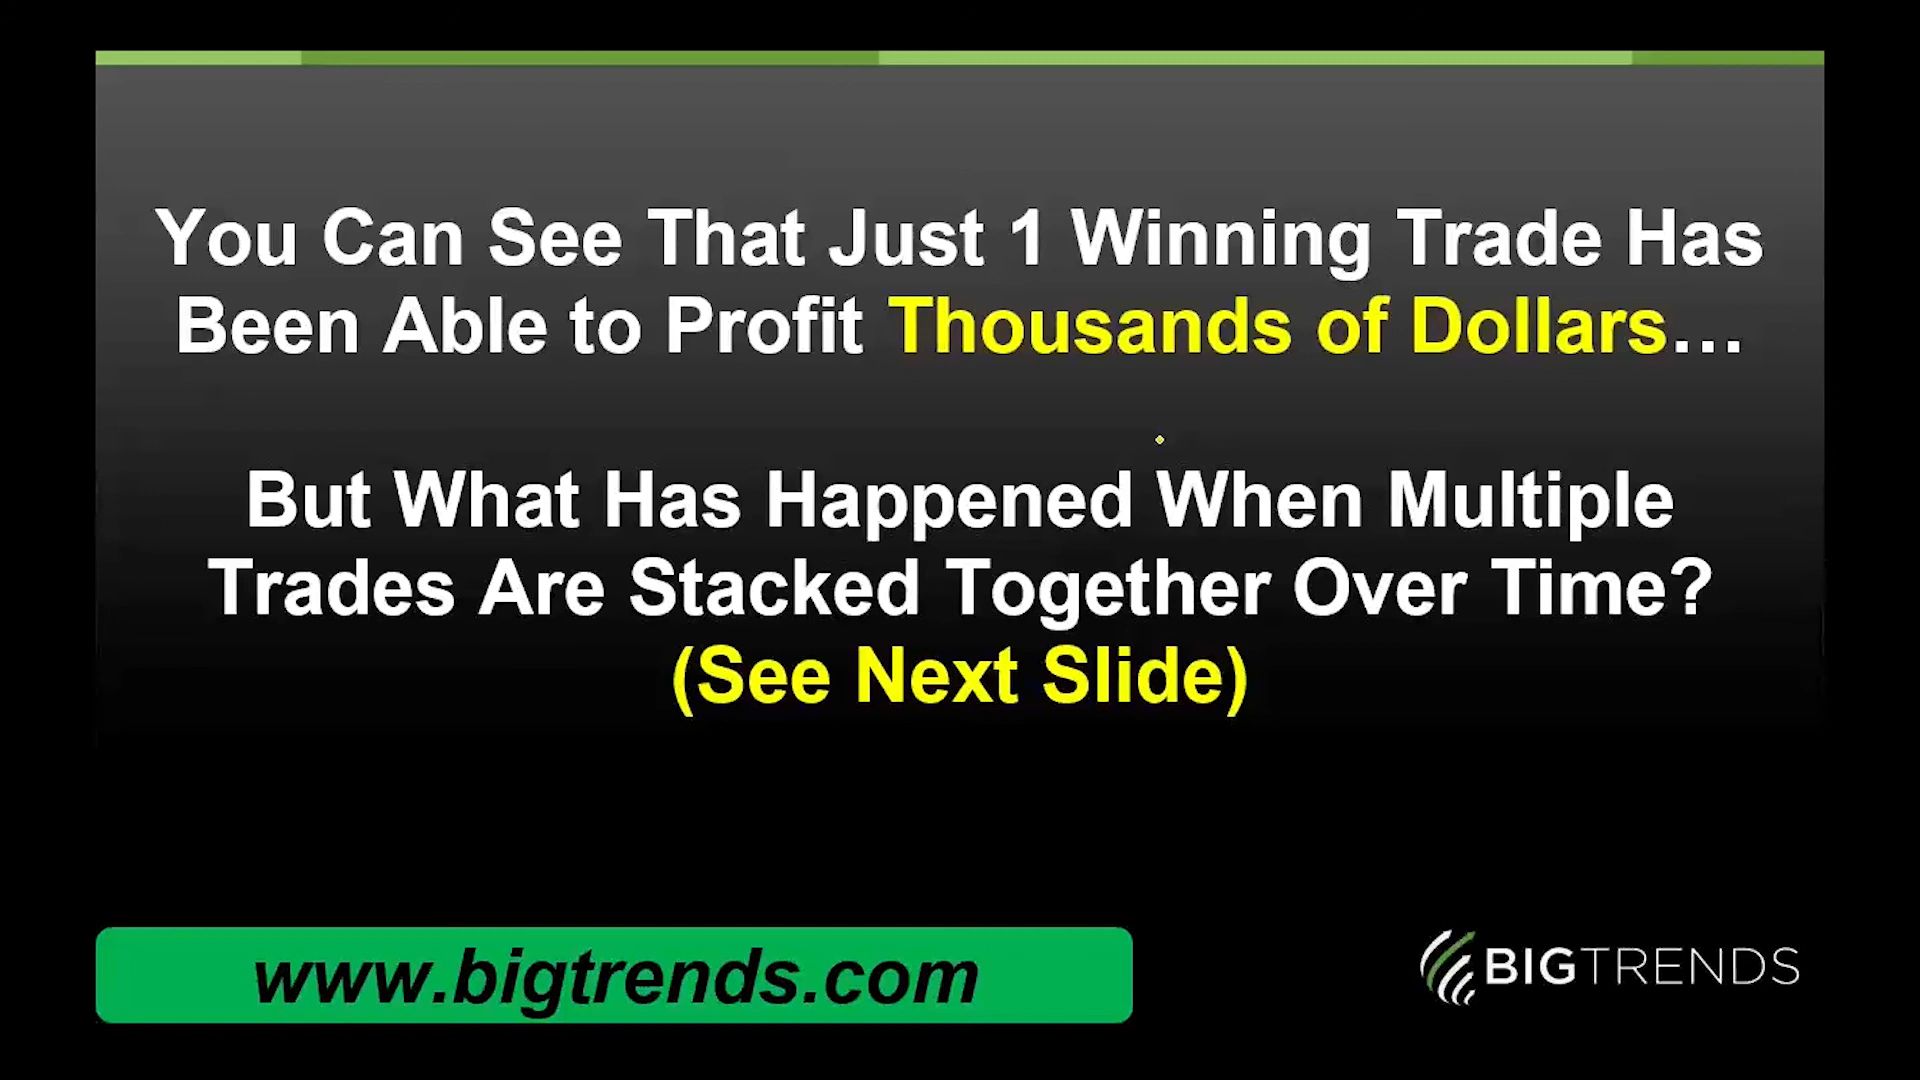 You Can See That Just 1 Winning Trade Has
Been Able to Profit Thousands of Dollars…
But What Has Happened When Multiple
Trades Are Stacked Together Over Time?
(See Next Slide)
www.bigtrends.com
BIGTRENDS